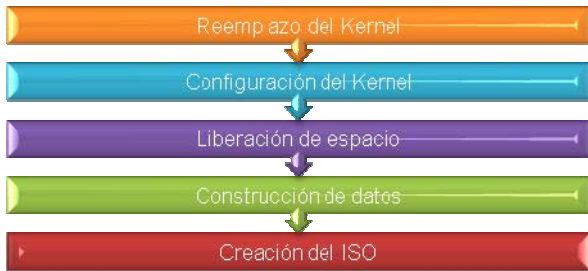 Reemp azo del Kernel
Configuración del Kernel
Liberación de espacio
Construcción de datos
Creación del ISO